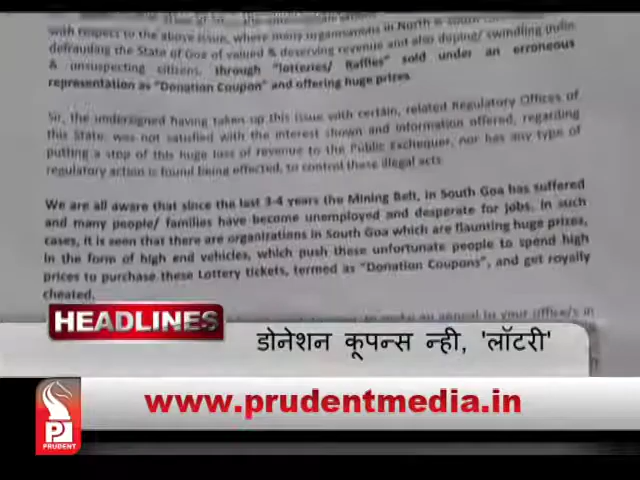 with respect to the above issue, where many organisations in North & South
defrauding the State of Goa of valued & deserving revenue and also doping/ swindling
& unsuspecting citizens, through "lotteries/ Raffles" sold under an erroneous
representation as "Donation Coupon" and offering huge prizes
Sir, the undersigned having taken up this issue with certain, related Regulatory Offices of
this State, was not satisfied with the interest shown and information offered, regarding
putting a stop of this huge loss of revenue to the Public Exchequer, nor has any type of
regulatory action is found being effected, to control these illegal acts
We are all aware that since the last 3-4 years the Mining Belt, in South Goa has suffered
and many people/ families have become unemployed and desperate for jobs. In such
cases, it is seen that there are organizations in South Goa which are flaunting huge prizes,
in the form of high end vehicles, which push these unfortunate people to spend high
prices to purchase these Lottery tickets, termed as "Donation Coupons", and get royally
cheated.
to make an appeal to your office/s in
HEADLINES
डोनेशन कूपन्स न्ही, 'लॉटरी'
www.prudentmedia.in
PRUDENT